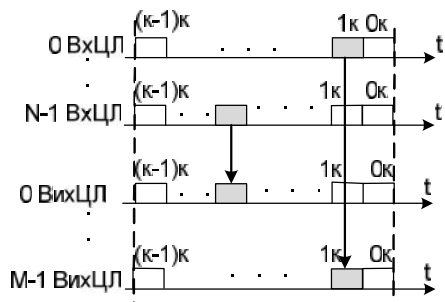 (к-1)к 1к 0к
0 ВхЦЛ t
(к-1)к 1к 0к
N-1 ВхЦЛ t
(к-1)к 1к 0к
0 ВихЦЛ t
(к-1)к 1к 0к
M-1 ВихЦЛ t